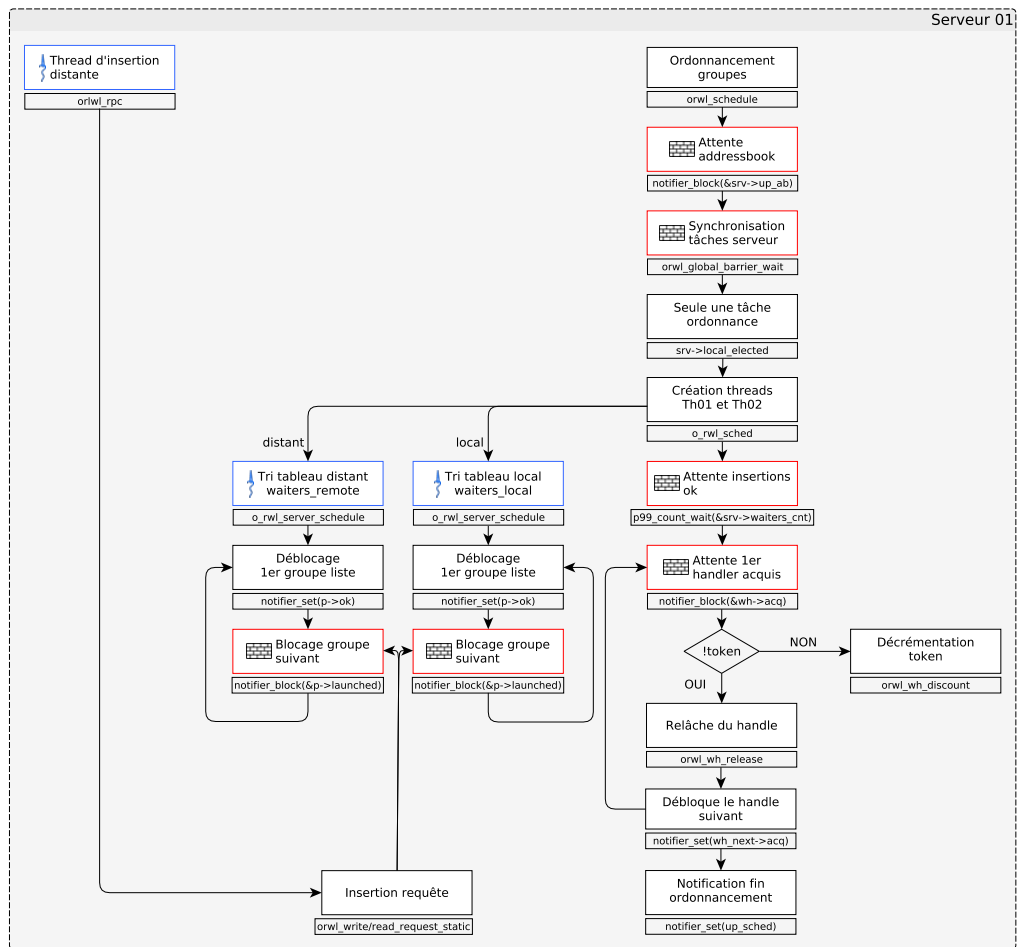 Serveur 01
Thread d'insertion
distante
orlwl_rpc
Ordonnancement
groupes
orwl_schedule
Attente
addressbook
notifier_block(&srv->up_ab)
Synchronisation
tâches serveur
orwl_global_barrier_wait
Seule une tâche
ordonnance
srv->local_elected
Création threads
Th01 et Th02
o_rwl_sched
distant
local
Tri tableau distant
waiters_remote
o_rwl_server_schedule
Tri tableau local
waiters_local
o_rwl_server_schedule
Attente insertions
ok
p99_count_wait(&srv->waiters_cnt)
Déblocage
1er groupe liste
notifier_set(p->ok)
Déblocage
1er groupe liste
notifier_set(p->ok)
Attente 1er
handler acquis
notifier_block(&wh->acq)
Blocage groupe
suivant
notifier_block(&p->launched)
Blocage groupe
suivant
notifier_block(&p->launched)
!token
NON
Décrémentation
token
orwl_wh_discount
OUI
Relâche du handle
orwl_wh_release
Débloque le handle
suivant
notifier_set(wh_next->acq)
Insertion requête
orwl_write/read_request_static
Notification fin
ordonnancement
notifier_set(up_sched)